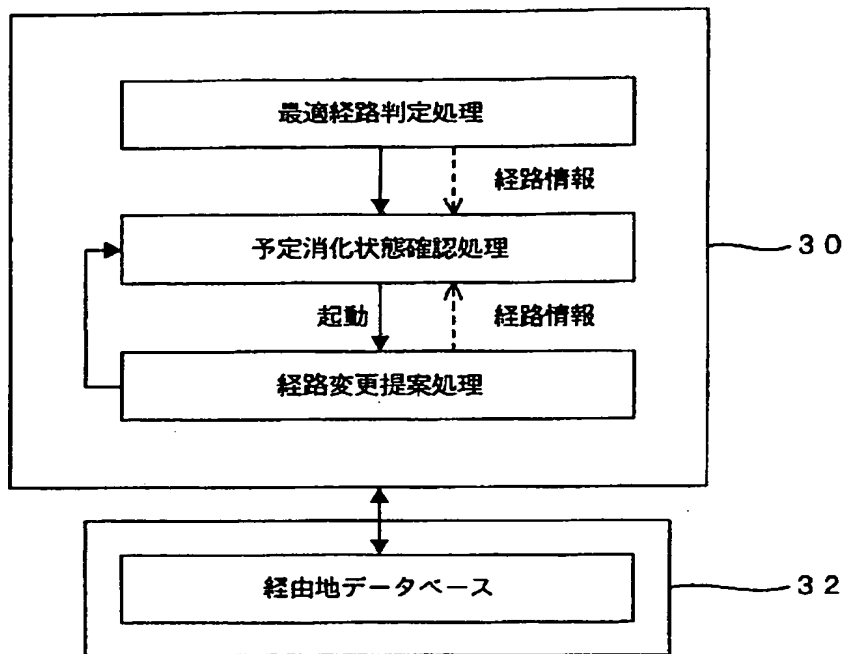 最適経路判定処理
経路情報
予定消化状態確認処理
30
起動
経路情報
経路変更提案処理
経由地データベース
32